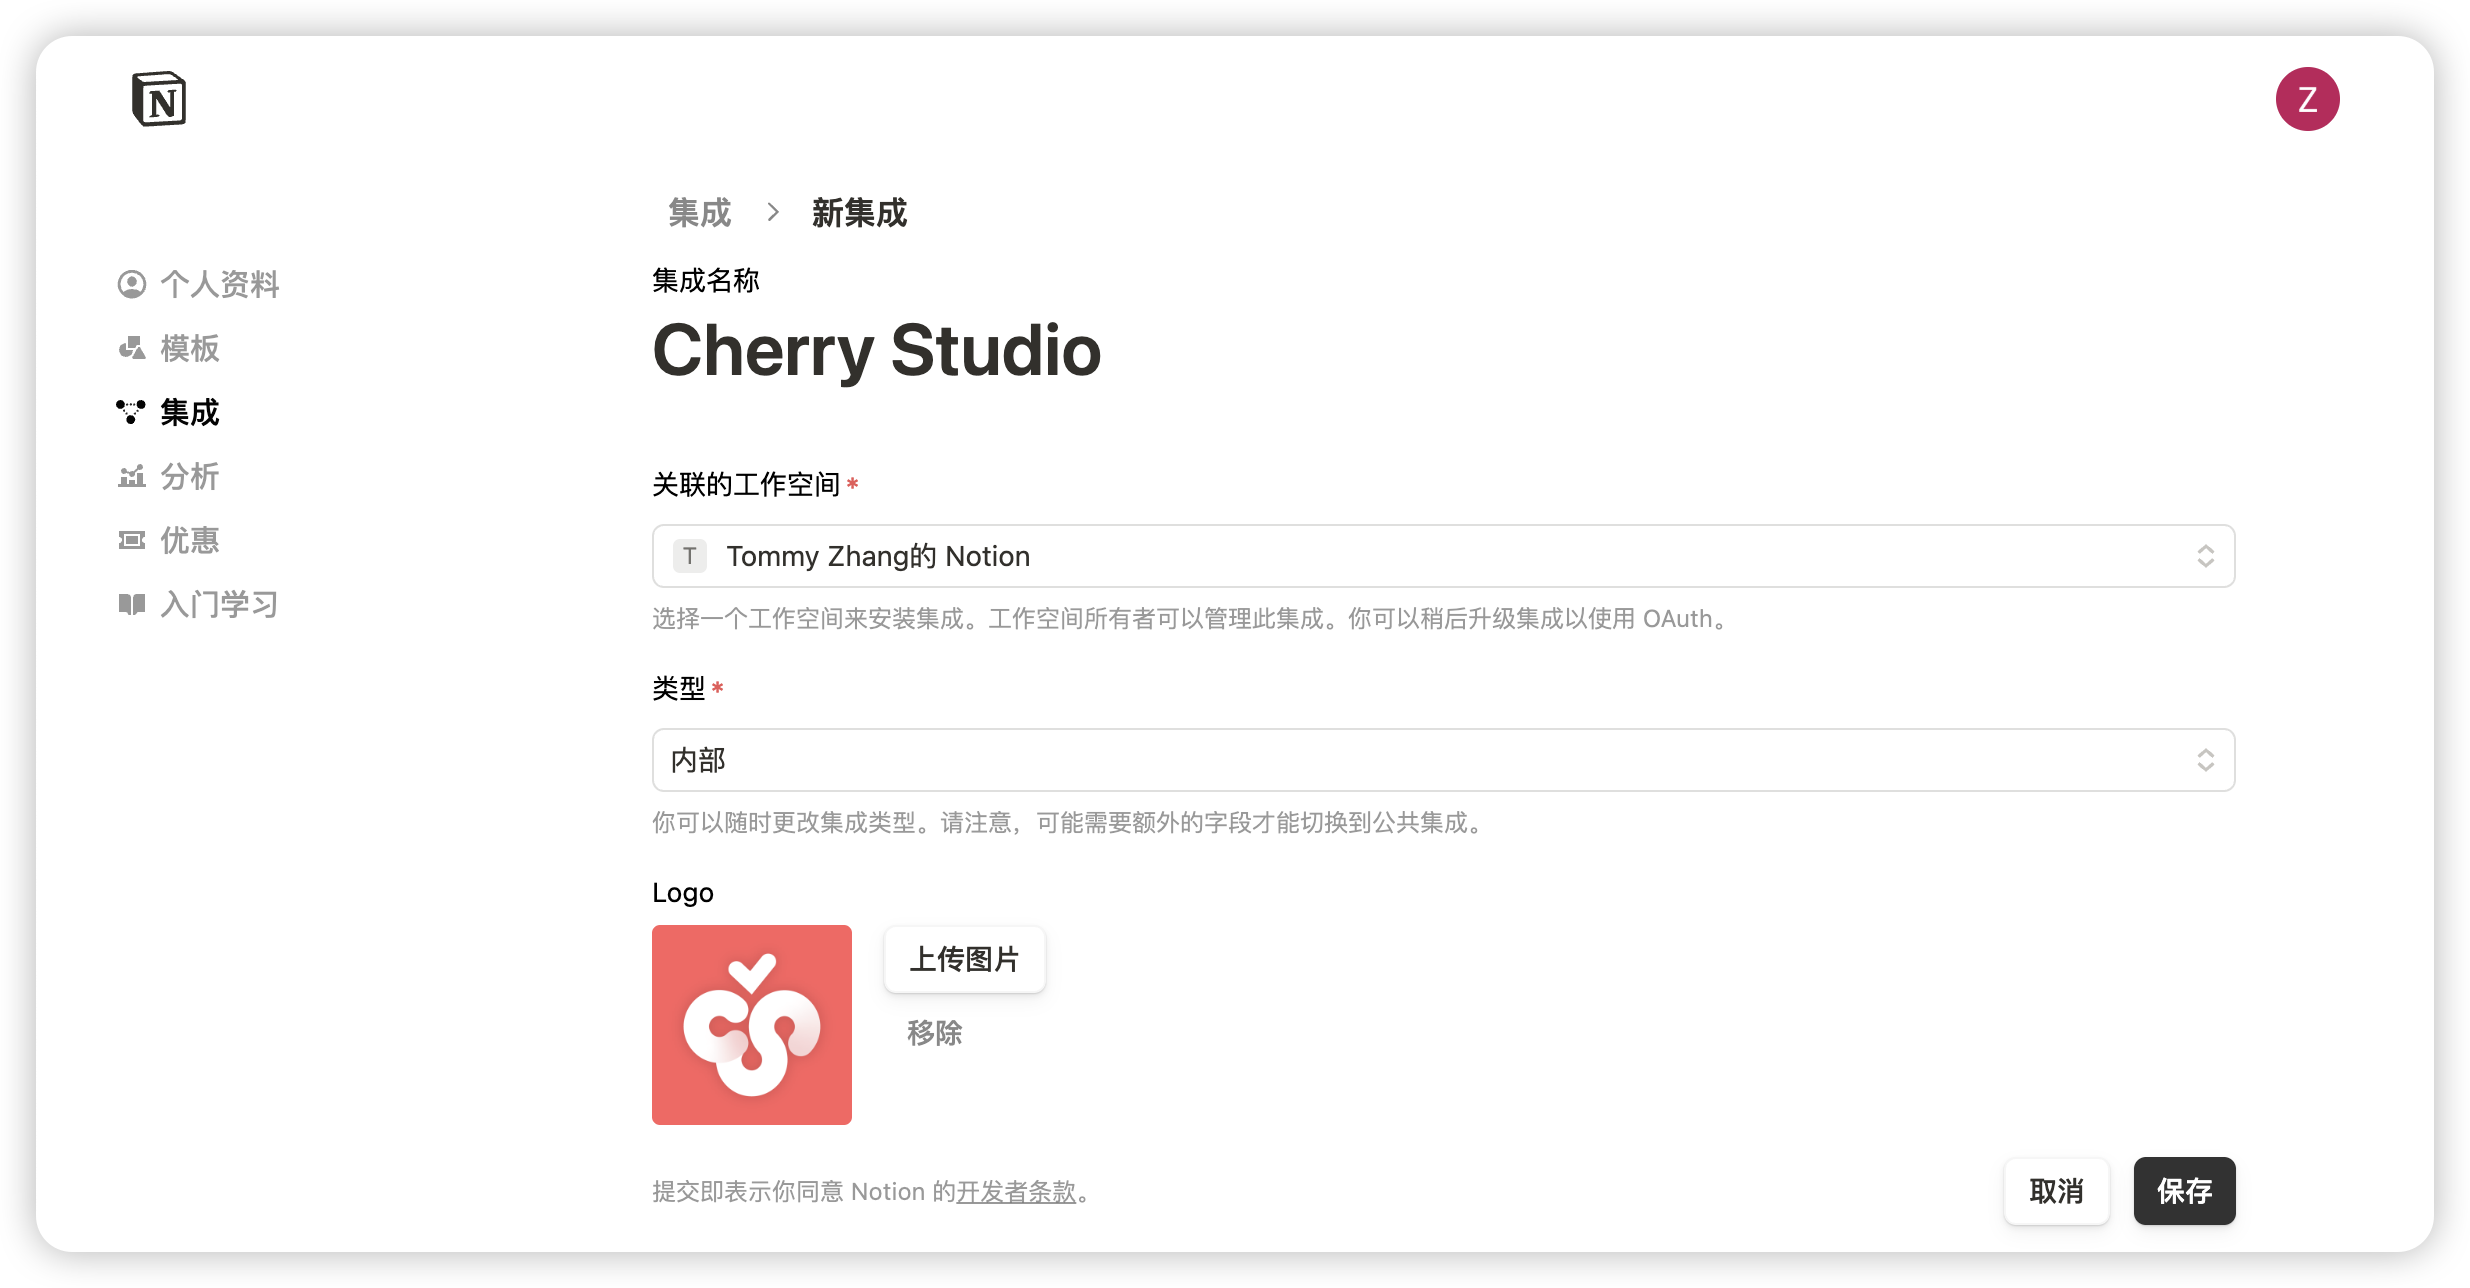 N
Z
集成 > 新集成
个人资料
模板
集成
分析
优惠
入门学习
集成名称
Cherry Studio
关联的工作空间*
T Tommy Zhang的 Notion
选择一个工作空间来安装集成。工作空间所有者可以管理此集成。你可以稍后升级集成以使用 OAuth。
类型*
内部
你可以随时更改集成类型。请注意，可能需要额外的字段才能切换到公共集成。
Logo
上传图片
移除
提交即表示你同意 Notion 的开发者条款。
取消
保存